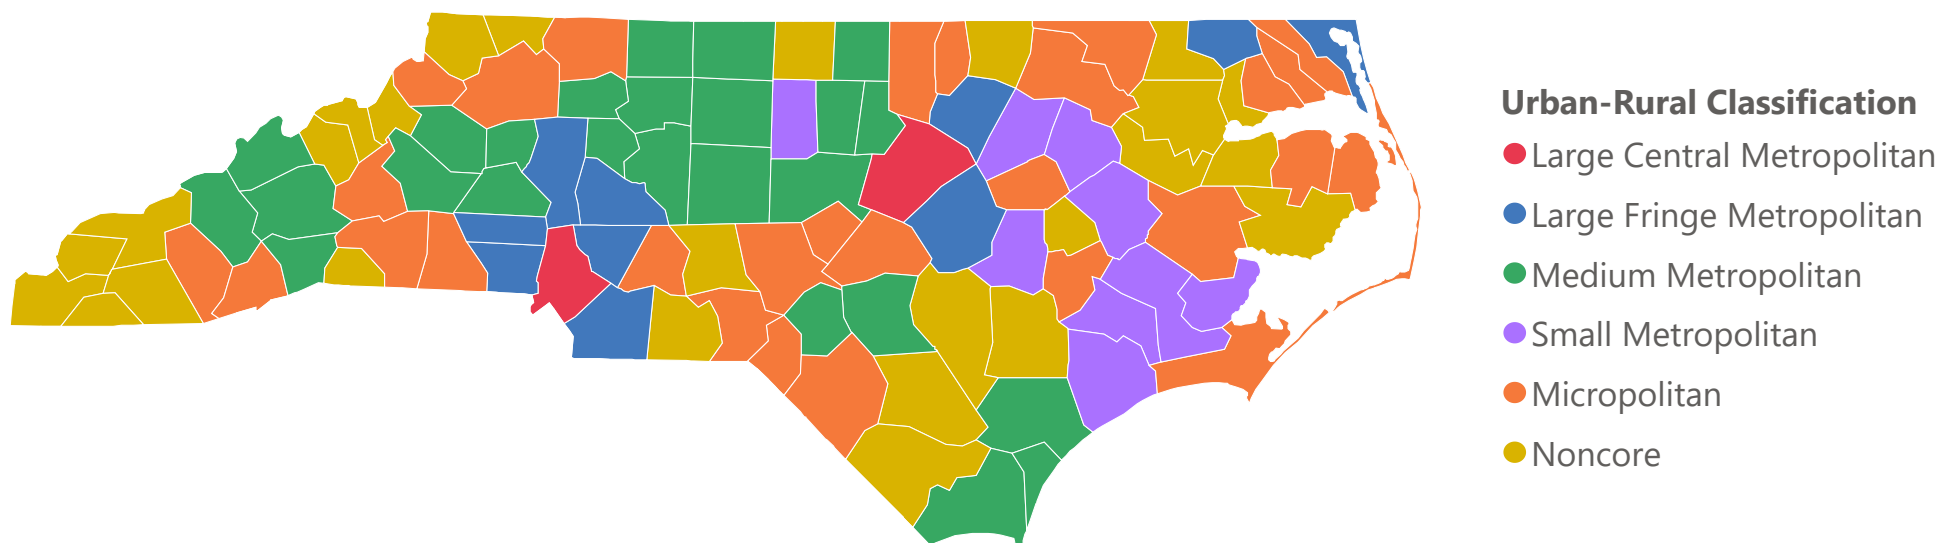 Urban-Rural Classification
Large Central Metropolitan
Large Fringe Metropolitan
Medium Metropolitan
Small Metropolitan
Micropolitan
Noncore